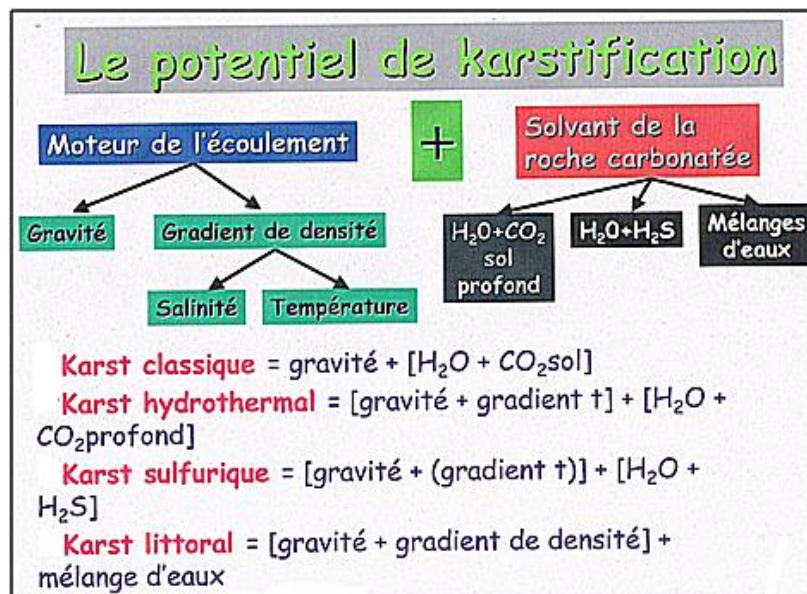 Le potentiel de karstification
Moteur de l'écoulement
+
Solvant de la
roche carbonatée
Gravité
Gradient de densité
Salinité
Température
H₂O+CO₂
sol
profond
H₂O+H₂S
Mélanges
d'eaux
Karst classique = gravité + [H₂O + CO₂sol]
Karst hydrothermal = [gravité + gradient t] + [H₂O +
CO₂profond]
Karst sulfurique = [gravité + (gradient t)] + [H₂O +
H₂S]
Karst littoral = [gravité + gradient de densité] +
mélange d'eaux